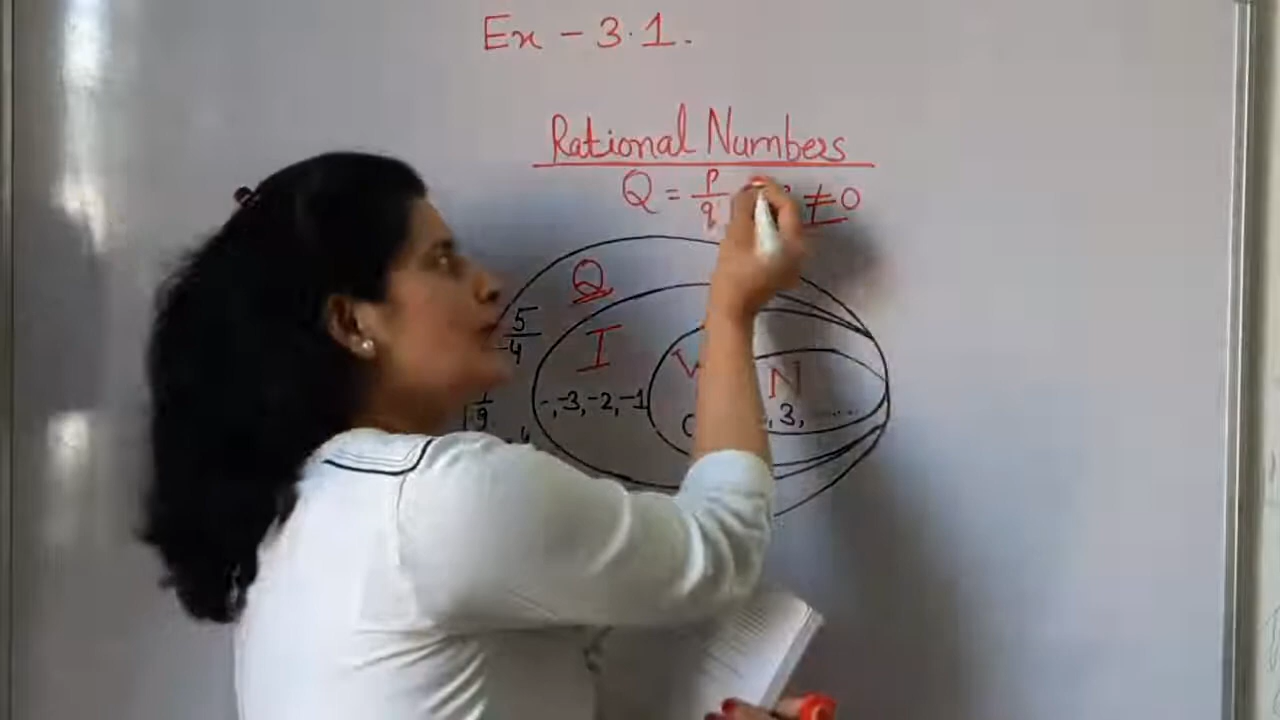 Ex - 3.1.
Rational Numbers
Q = p/q ≠ 0
Q
5/-4
I
N
-3, -2, -1
, 3, ......